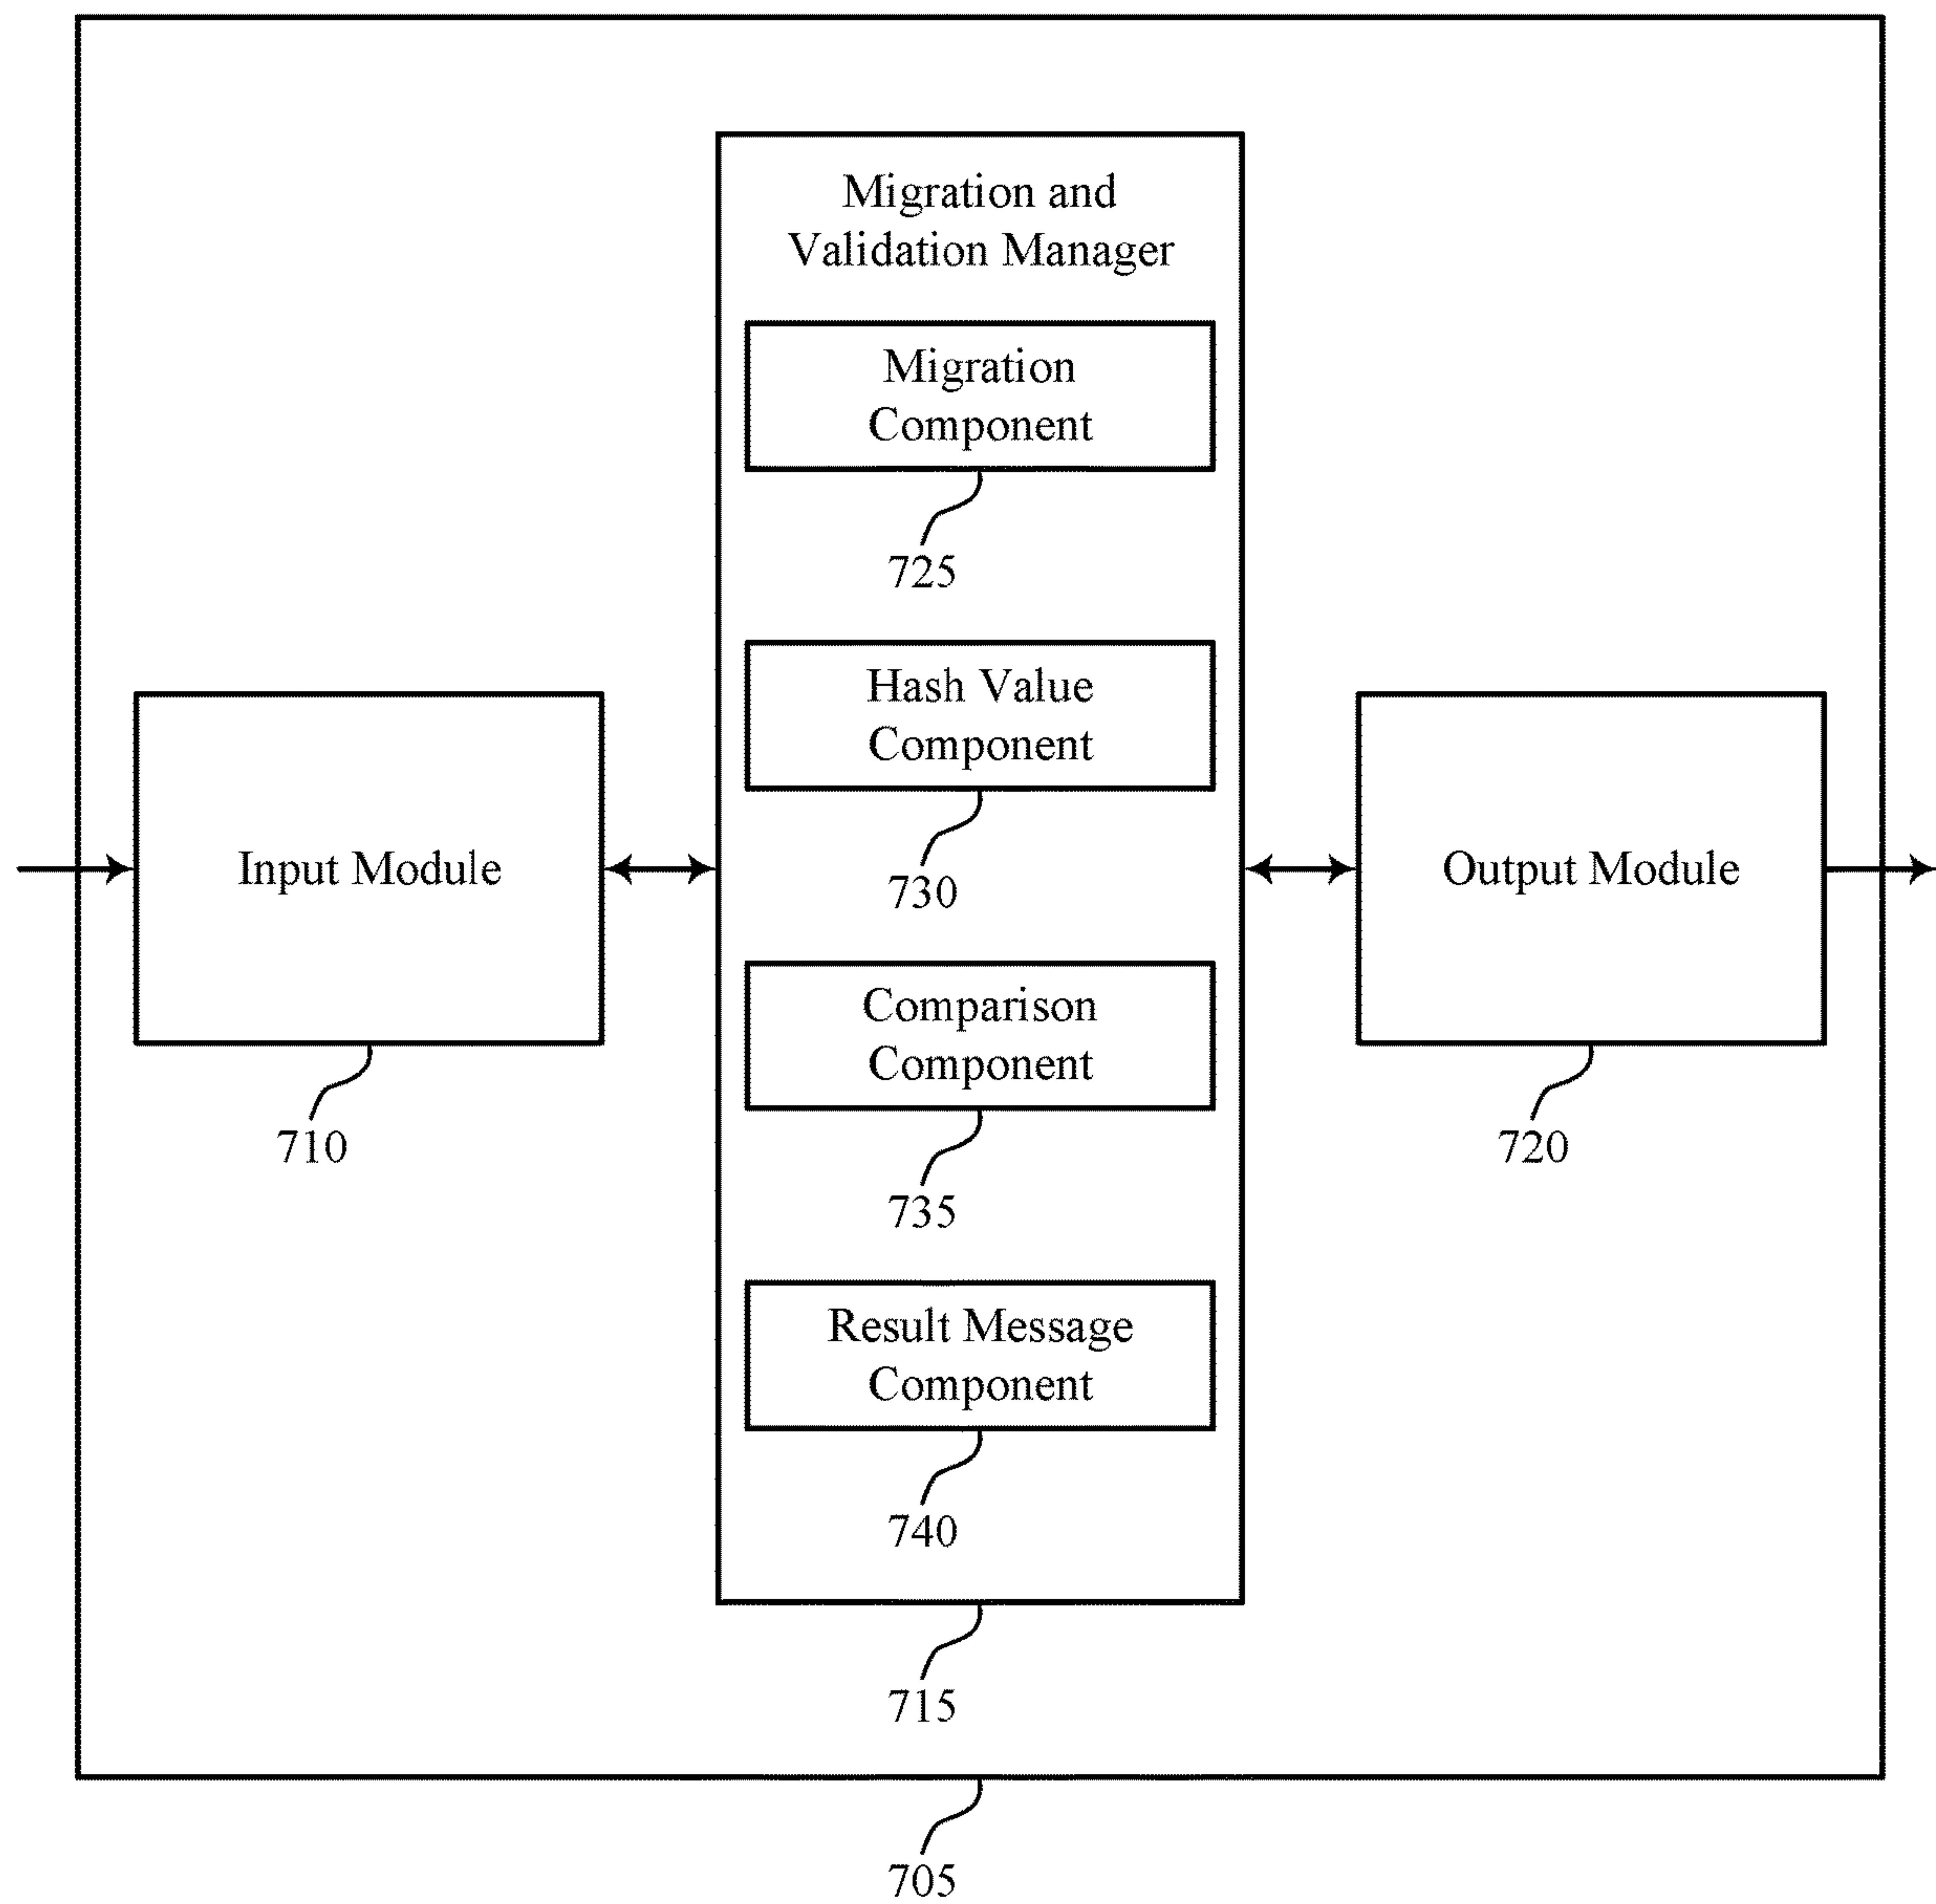 Migration and
Validation Manager
Migration
Component
725
Hash Value
Component
730
Input Module
710
Output Module
720
Comparison
Component
735
Result Message
Component
740
715
705